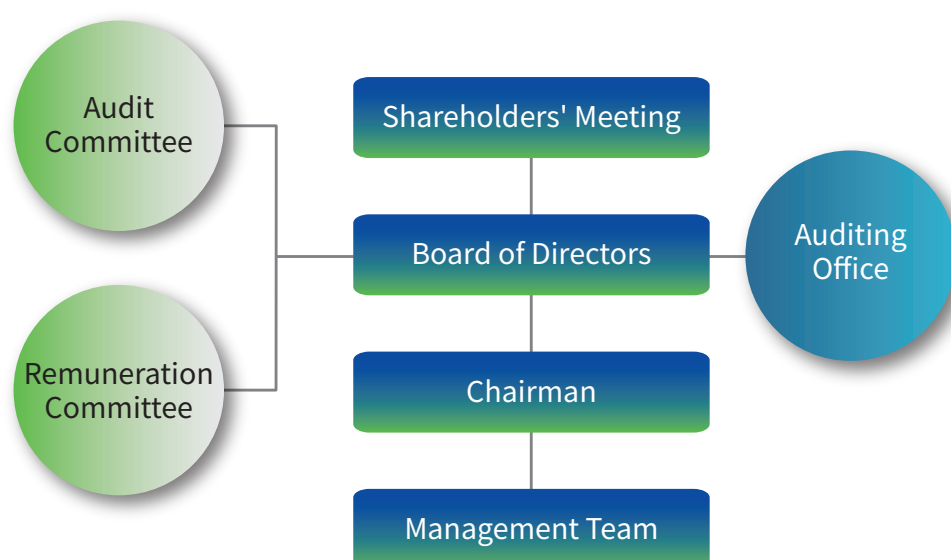 Audit
Committee
Shareholders' Meeting
Board of Directors
Auditing
Office
Remuneration
Committee
Chairman
Management Team